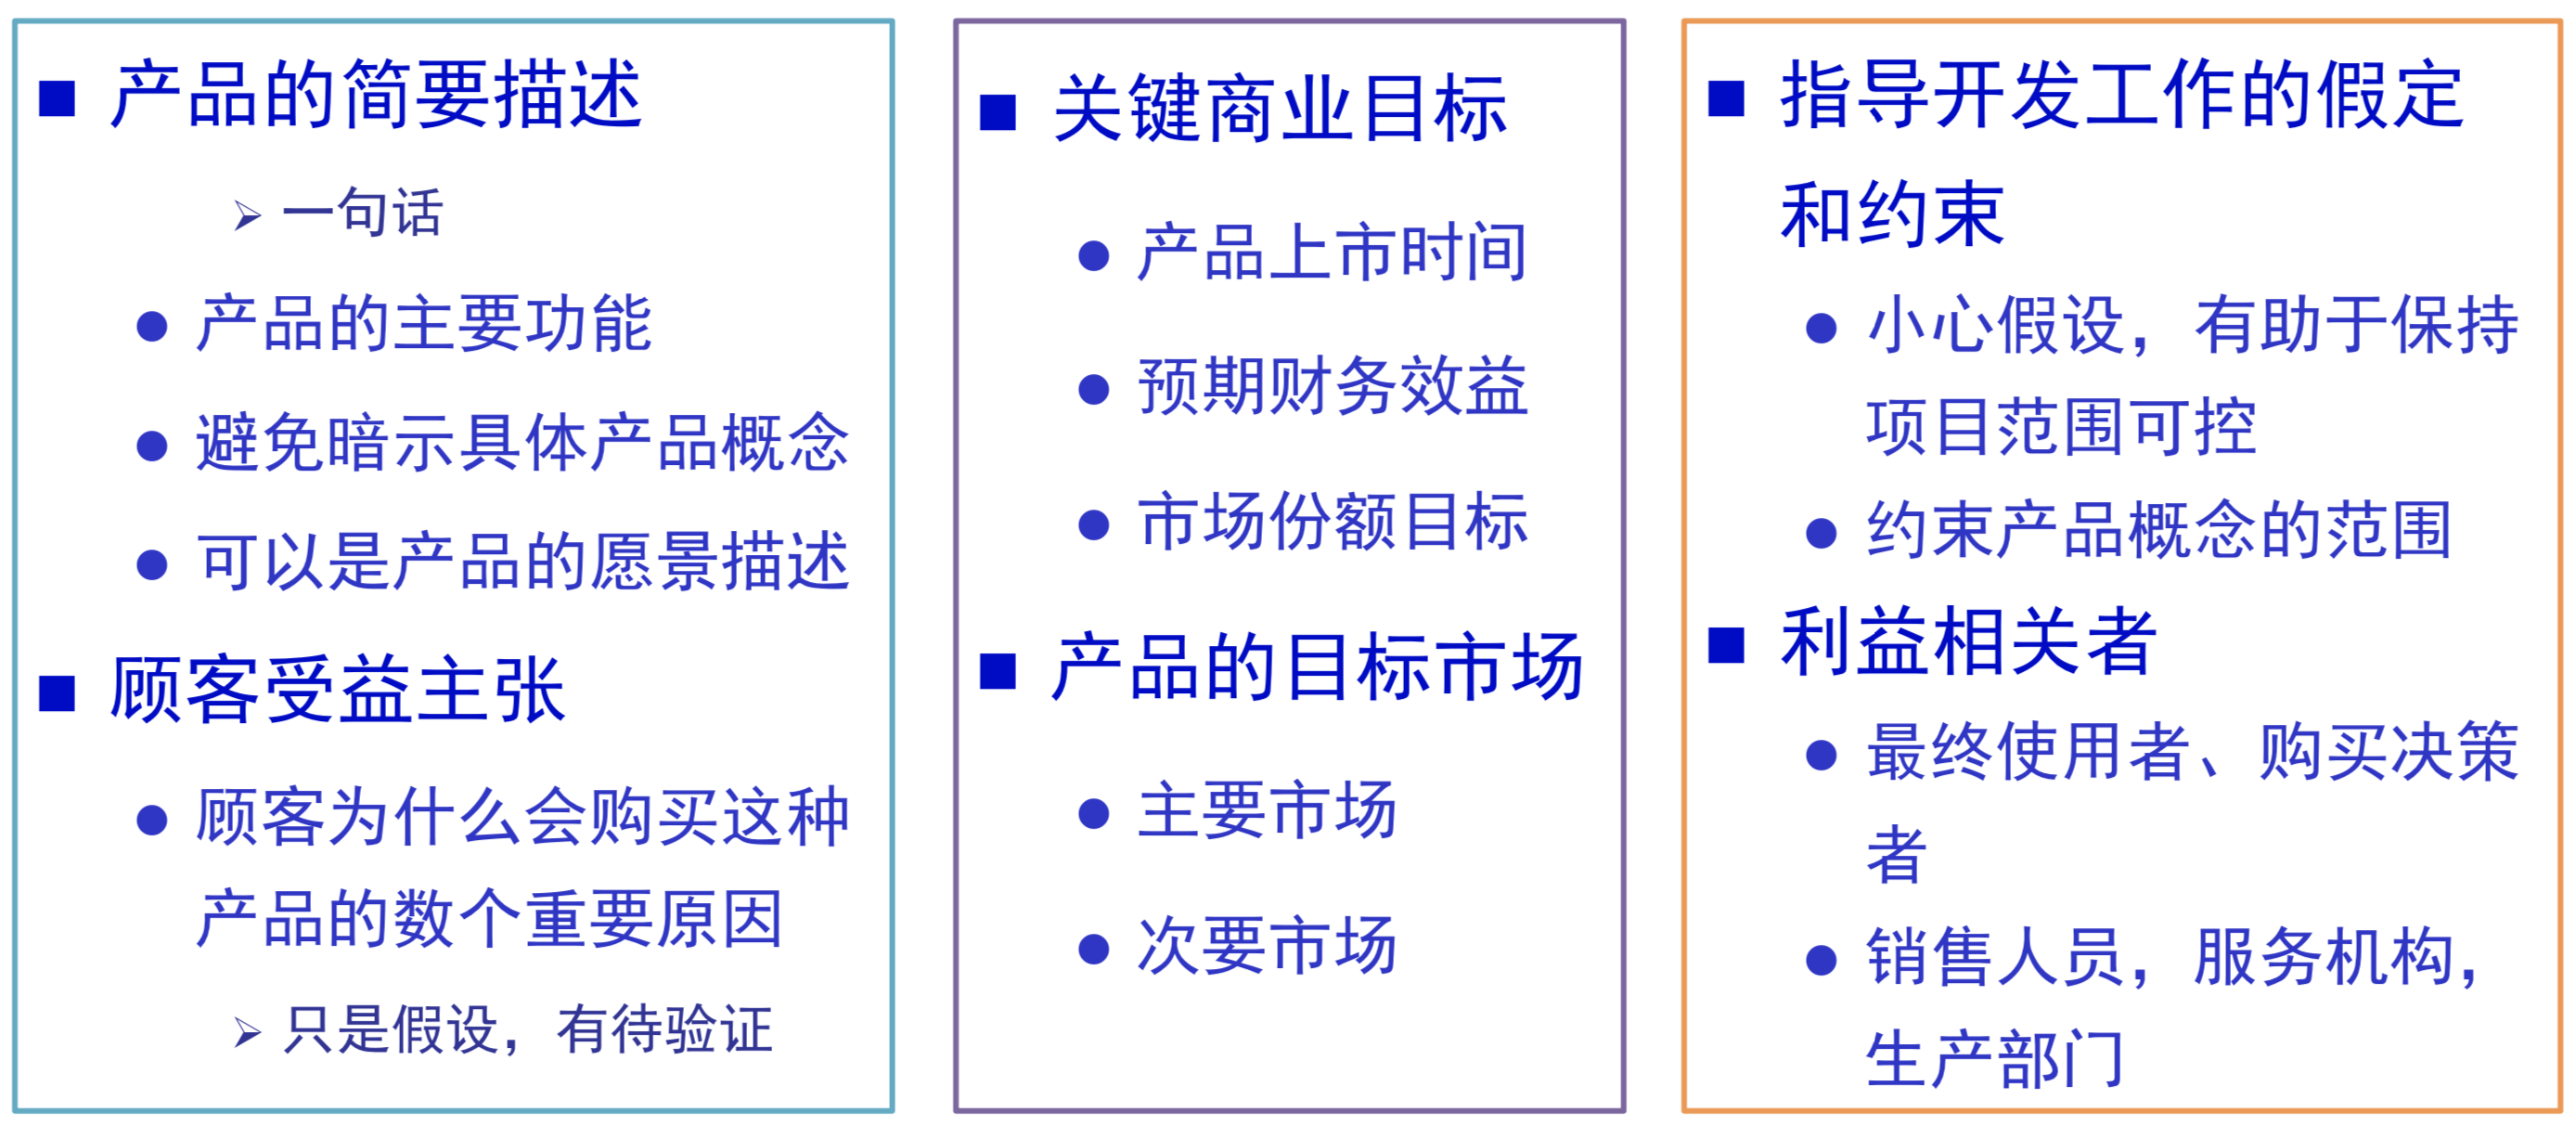 ■ 产品的简要描述
➢ 一句话
● 产品的主要功能
● 避免暗示具体产品概念
● 可以是产品的愿景描述
■ 顾客受益主张
● 顾客为什么会购买这种
产品的数个重要原因
➢ 只是假设，有待验证
■ 关键商业目标
● 产品上市时间
● 预期财务效益
● 市场份额目标
■ 产品的目标市场
● 主要市场
● 次要市场
■ 指导开发工作的假定
和约束
● 小心假设，有助于保持
项目范围可控
● 约束产品概念的范围
■ 利益相关者
● 最终使用者、购买决策
者
● 销售人员，服务机构，
生产部门